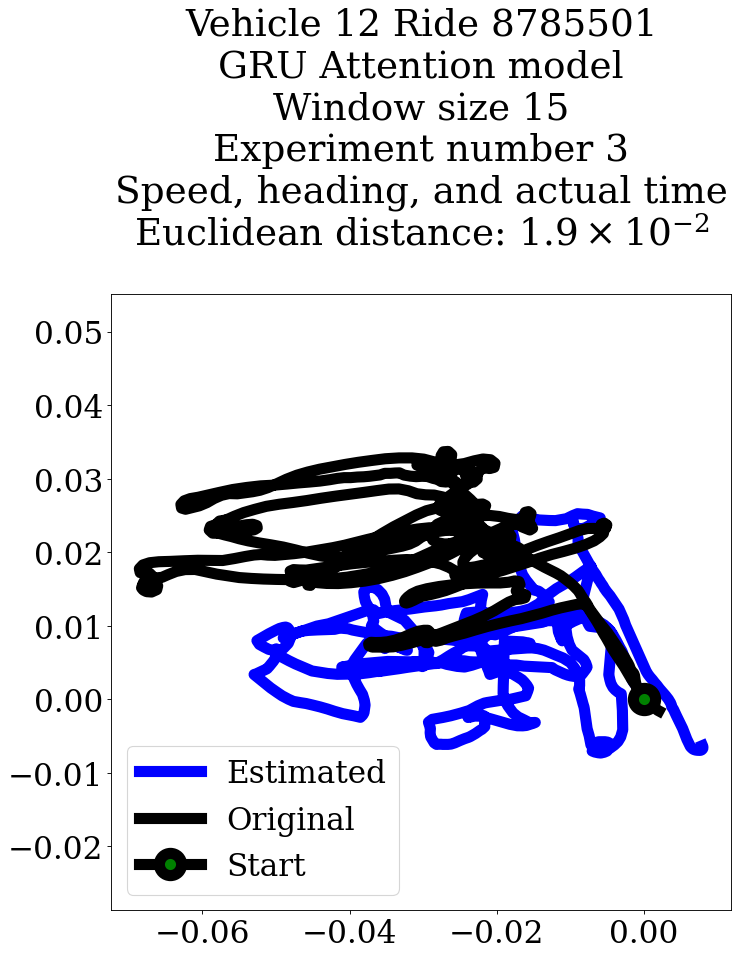 Vehicle 12 Ride 8785501
GRU Attention model
Window size 15
Experiment number 3
Speed, heading, and actual time
Euclidean distance: 1.9 × 10⁻²
0.05
0.04
0.03
0.02
0.01
0.00
−0.01
−0.02
Estimated
Original
Start
−0.06 −0.04 −0.02 0.00